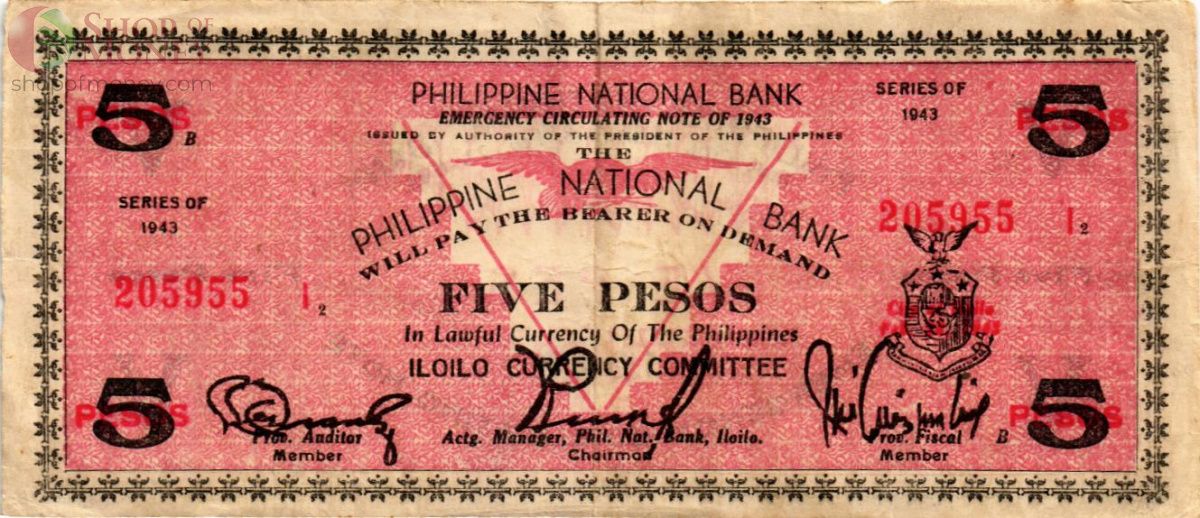 SHOP OF MONEY
shopofmoney.com
PHILIPPINE NATIONAL BANK
EMERGENCY CIRCULATING NOTE OF 1943
ISSUED BY AUTHORITY OF THE PRESIDENT OF THE PHILIPPINES
SERIES OF
1943
5
PESOS
B
5
PESOS
THE
PHILIPPINE NATIONAL BANK
WILL PAY THE BEARER ON DEMAND
SERIES OF
1943
205955 I2
205955 I2
FIVE PESOS
In Lawful Currency Of The Philippines
ILOILO CURRENCY COMMITTEE
5
PESOS
5
PESOS
Prov. Auditor
Member
Actg. Manager, Phil. Nat. Bank, Iloilo.
Chairman
Prov. Fiscal
Member
B